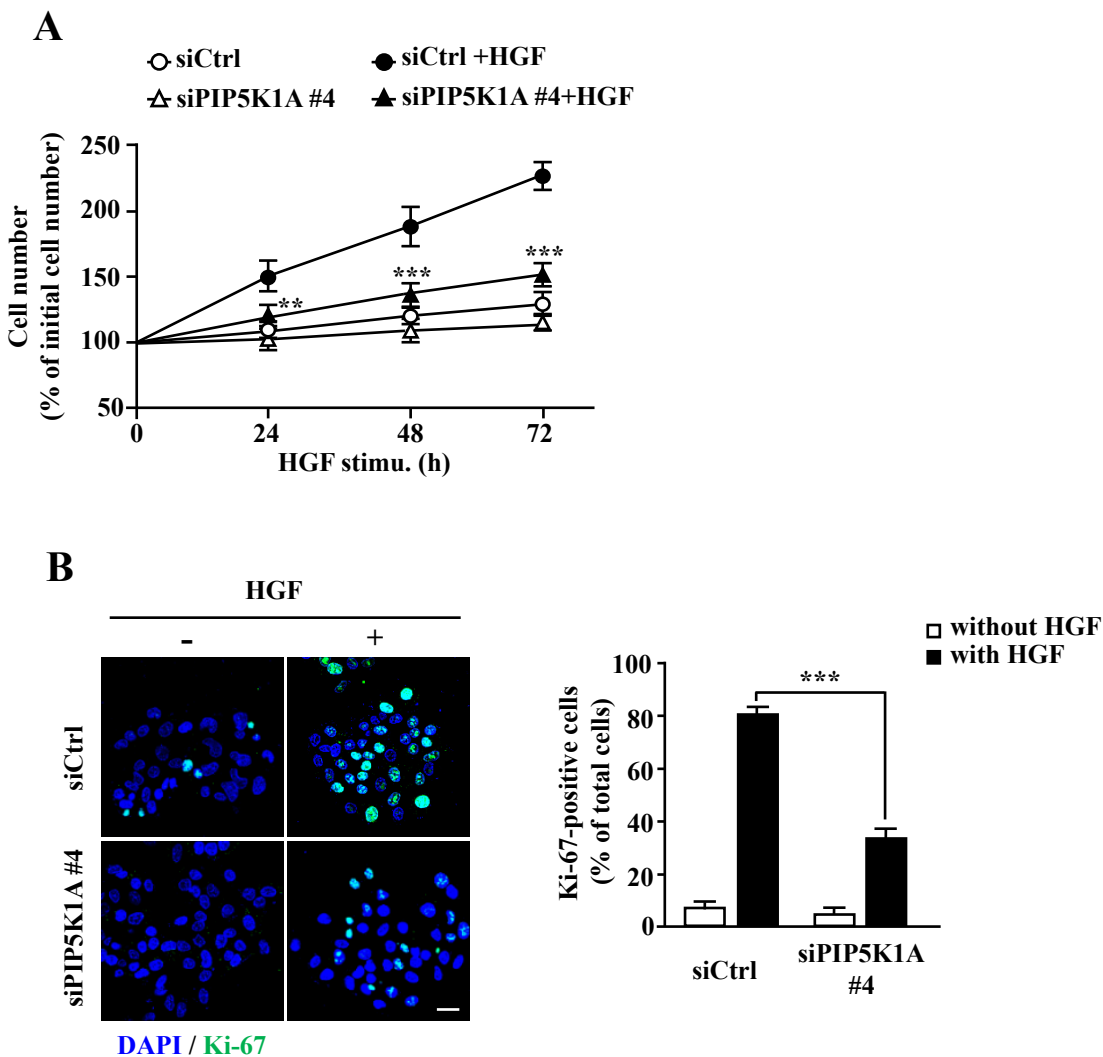 A
siCtrl
siCtrl +HGF
siPIP5K1A #4
siPIP5K1A #4+HGF
Cell number
(% of initial cell number)
250
200
150
100
50
**
***
***
0
24
48
72
HGF stimu. (h)
B
HGF
-
+
siCtrl
siPIP5K1A #4
DAPI / Ki-67
without HGF
with HGF
Ki-67-positive cells
(% of total cells)
100
80
60
40
20
0
***
siCtrl
siPIP5K1A
#4